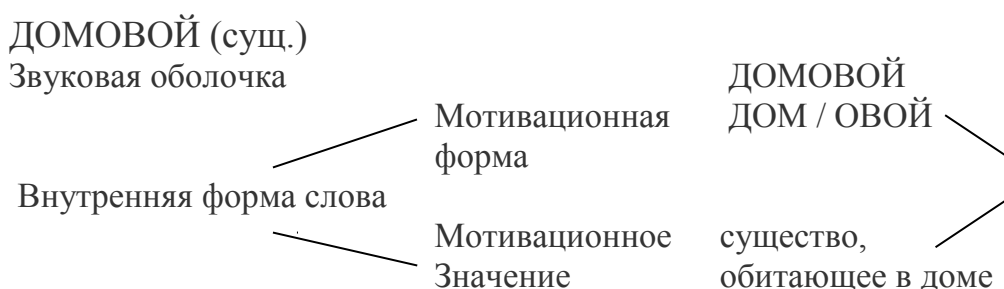 ДОМОВОЙ (сущ.)
Звуковая оболочка ДОМОВОЙ
Мотивационная ДОМ / ОВОЙ
форма
Внутренняя форма слова
Мотивационное существо,
Значение обитающее в доме